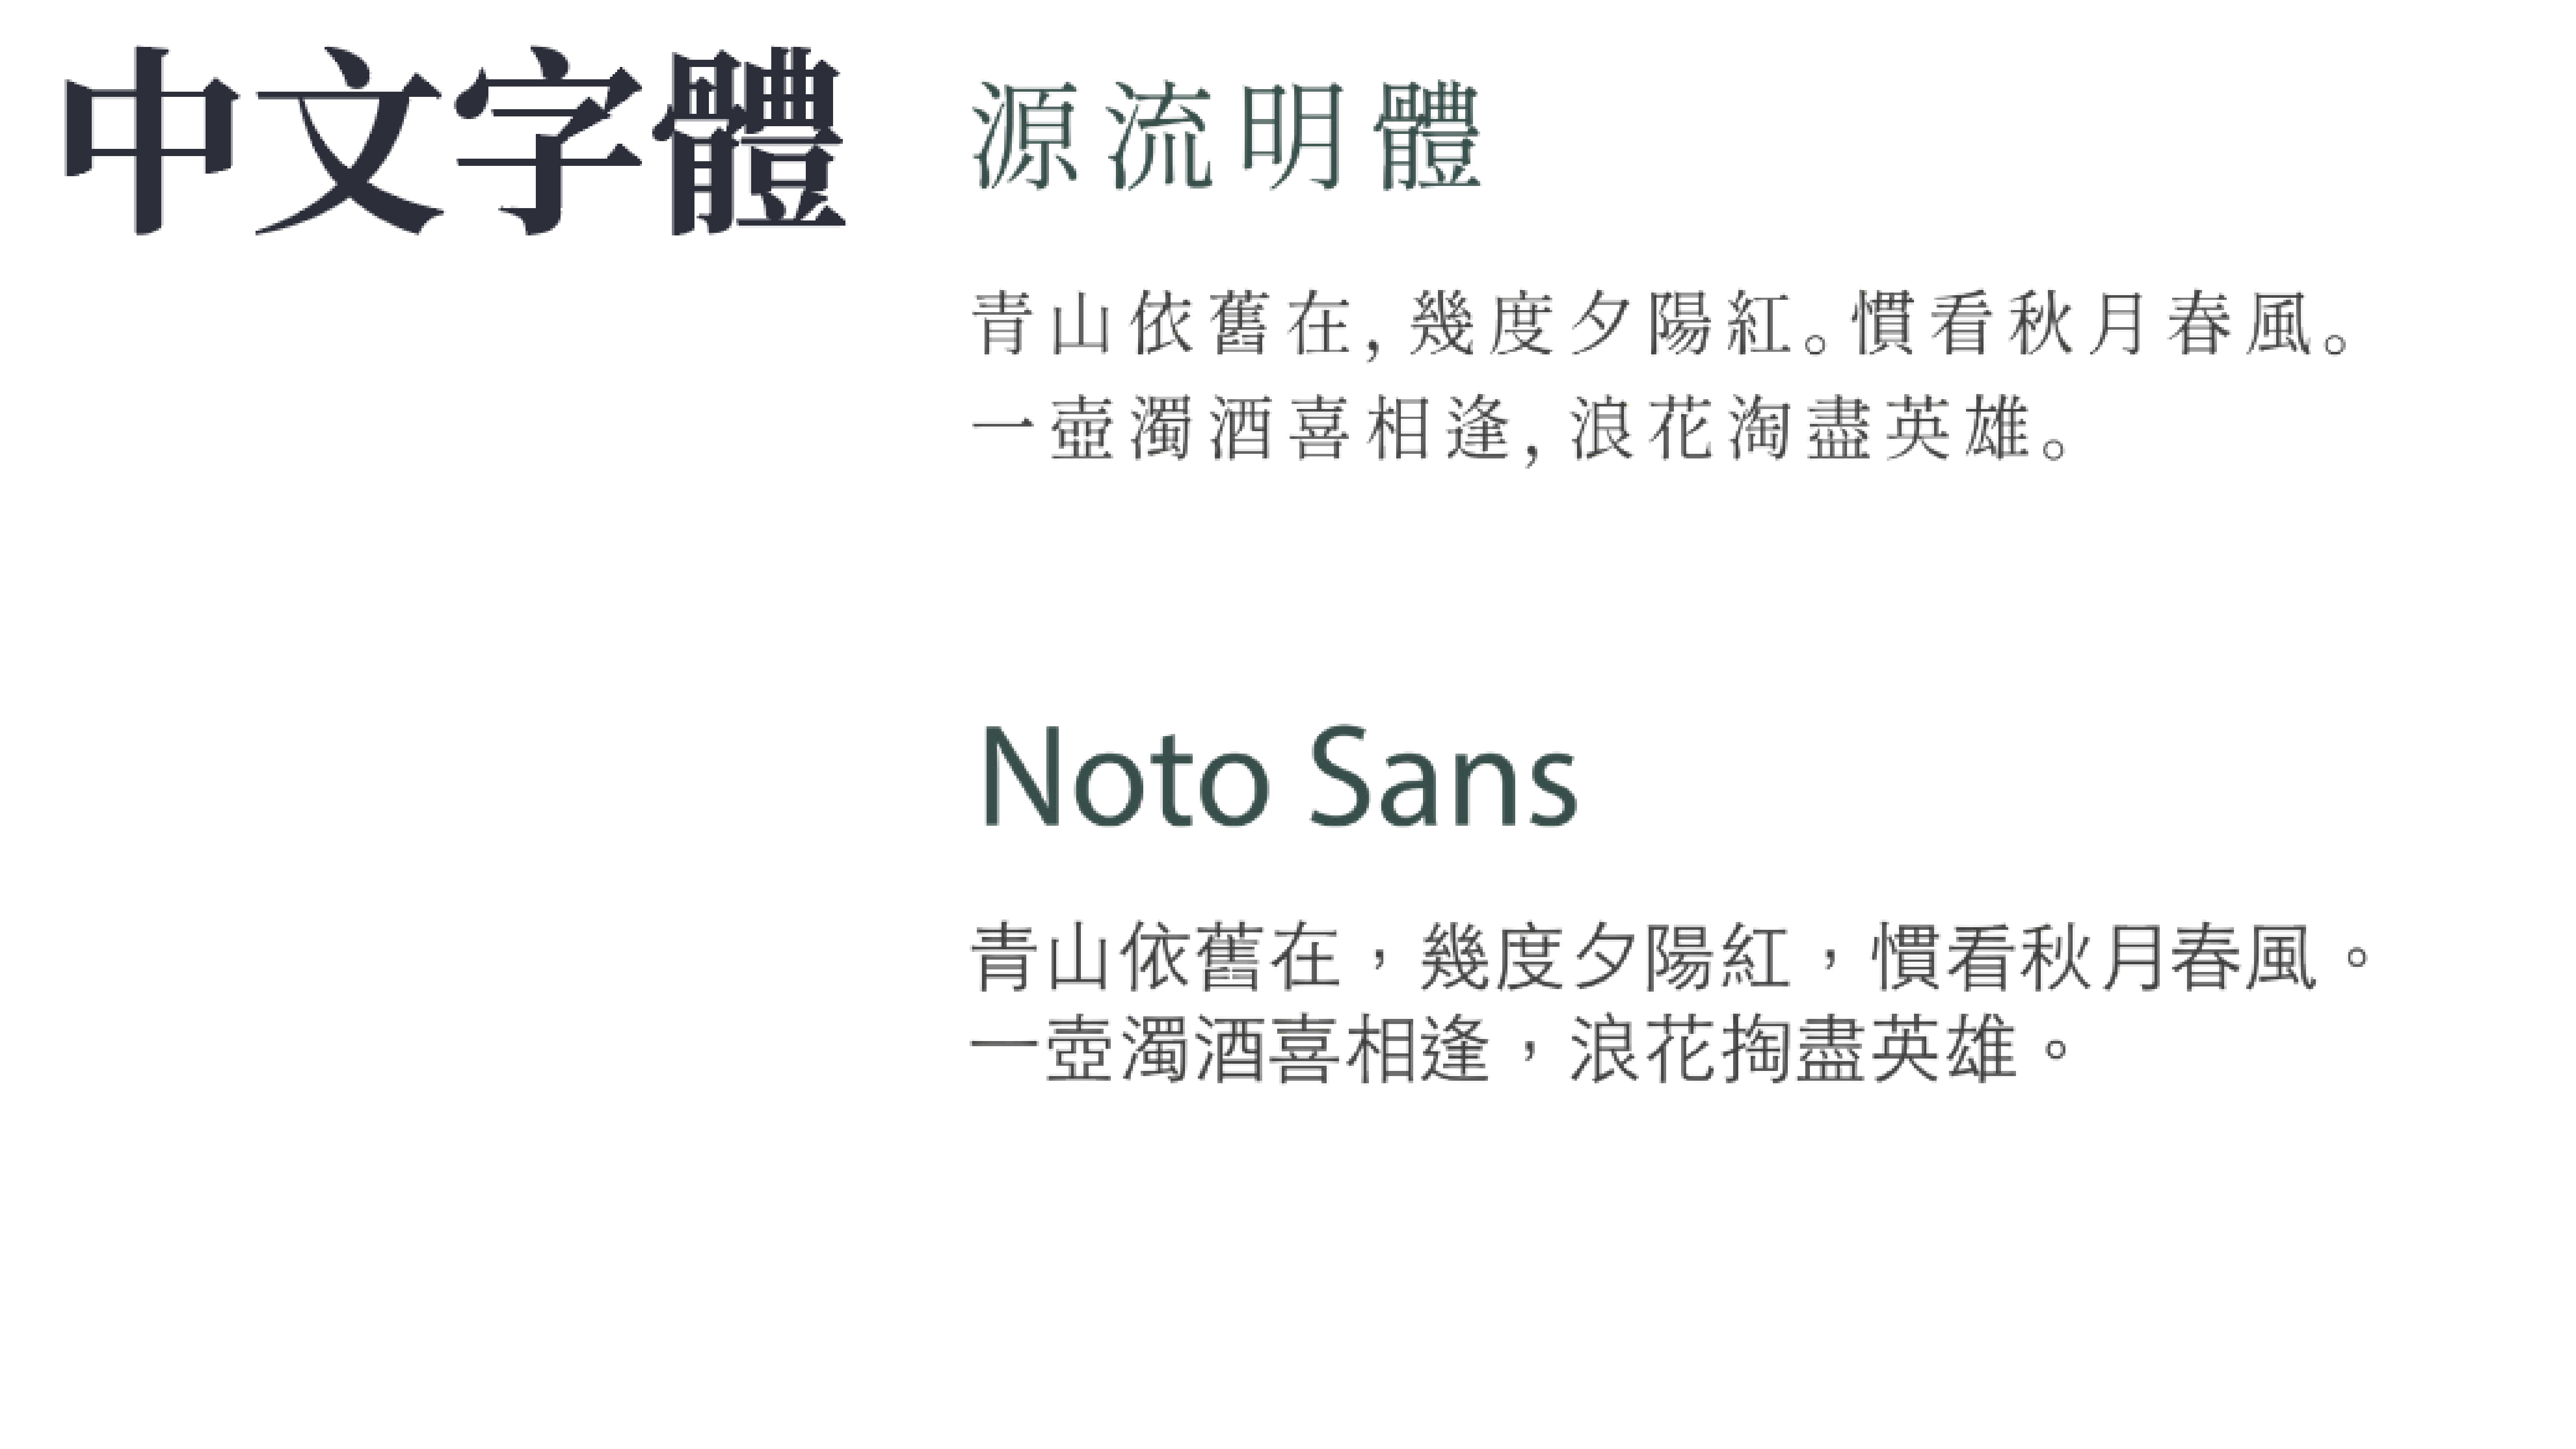 中文字體
源流明體
青山依舊在,幾度夕陽紅。慣看秋月春風。
一壺濁酒喜相逢,浪花淘盡英雄。
Noto Sans
青山依舊在，幾度夕陽紅，慣看秋月春風。
一壺濁酒喜相逢，浪花掏盡英雄。